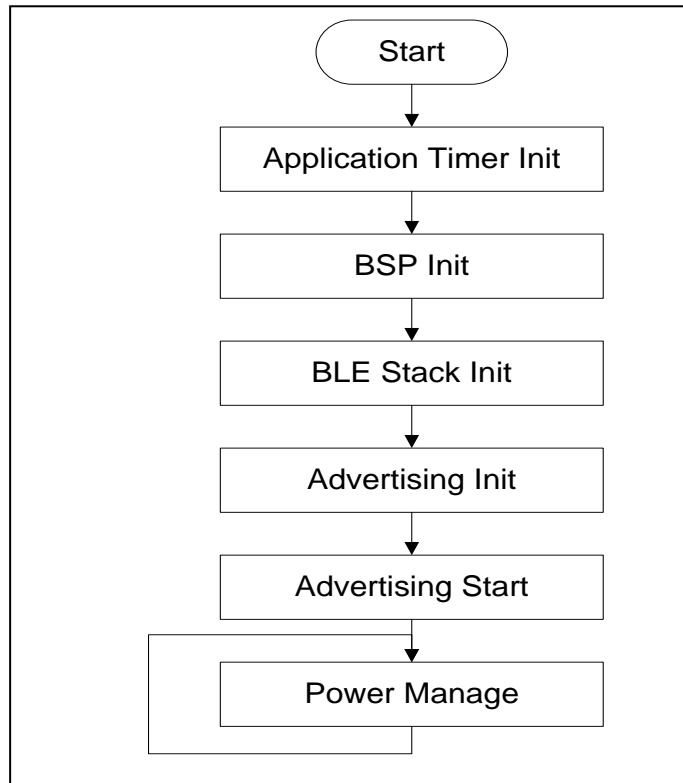 Start
Application Timer Init
BSP Init
BLE Stack Init
Advertising Init
Advertising Start
Power Manage